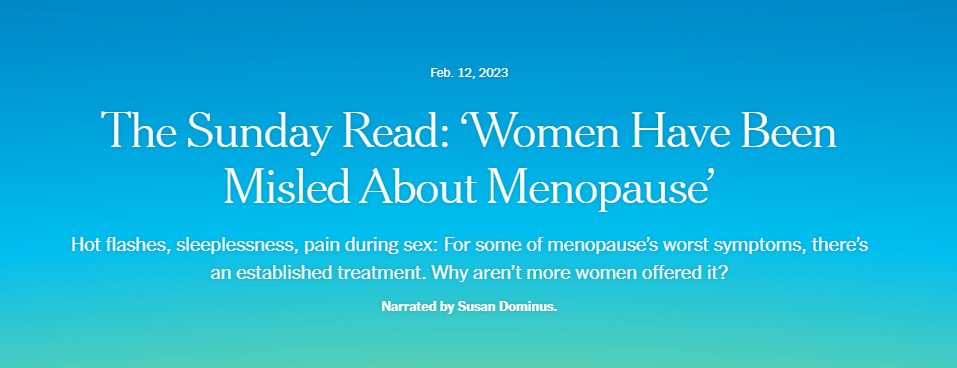 Feb. 12, 2023
The Sunday Read: ‘Women Have Been
Misled About Menopause’
Hot flashes, sleeplessness, pain during sex: For some of menopause’s worst symptoms, there’s
an established treatment. Why aren’t more women offered it?
Narrated by Susan Dominus.